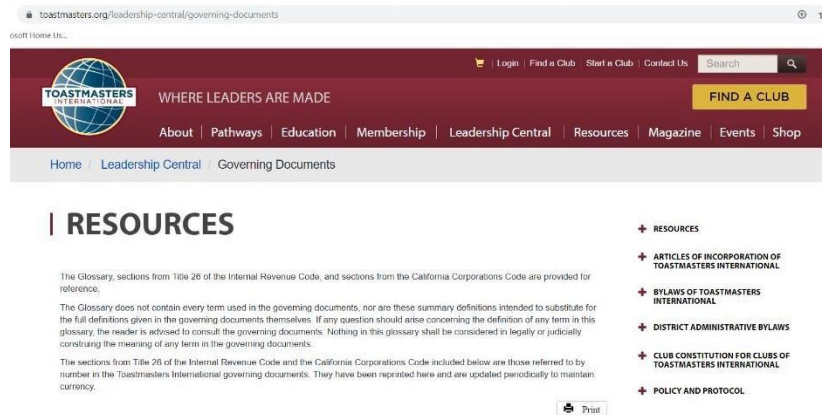 toastmasters.org/leadership-central/governing-documents
osoft Home Us...
Login | Find a Club Start a Club | Contact Us Search
TOASTMASTERS
INTERNATIONAL
WHERE LEADERS ARE MADE
FIND A CLUB
About | Pathways | Education | Membership | Leadership Central | Resources | Magazine | Events | Shop
Home / Leadership Central / Governing Documents
RESOURCES
The Glossary, sections from Title 26 of the Internal Revenue Code, and sections from the California Corporations Code are provided for
reference.
The Glossary does not contain every term used in the governing documents, nor are these summary definitions intended to substitute for
the full definitions given in the governing documents themselves. If any question should arise concerning the definition of any term in this
glossary, the reader is advised to consult the governing documents. Nothing in this glossary shall be considered in legally or judicially
construing the meaning of any term in the governing documents.
The sections from Title 26 of the Internal Revenue Code and the California Corporations Code included below are those referred to by
number in the Toastmasters International governing documents. They have been reprinted here and are updated periodically to maintain
currency.
Print
RESOURCES
ARTICLES OF INCORPORATION OF
TOASTMASTERS INTERNATIONAL
BYLAWS OF TOASTMASTERS
INTERNATIONAL
DISTRICT ADMINISTRATIVE BYLAWS
CLUB CONSTITUTION FOR CLUBS OF
TOASTMASTERS INTERNATIONAL
POLICY AND PROTOCOL